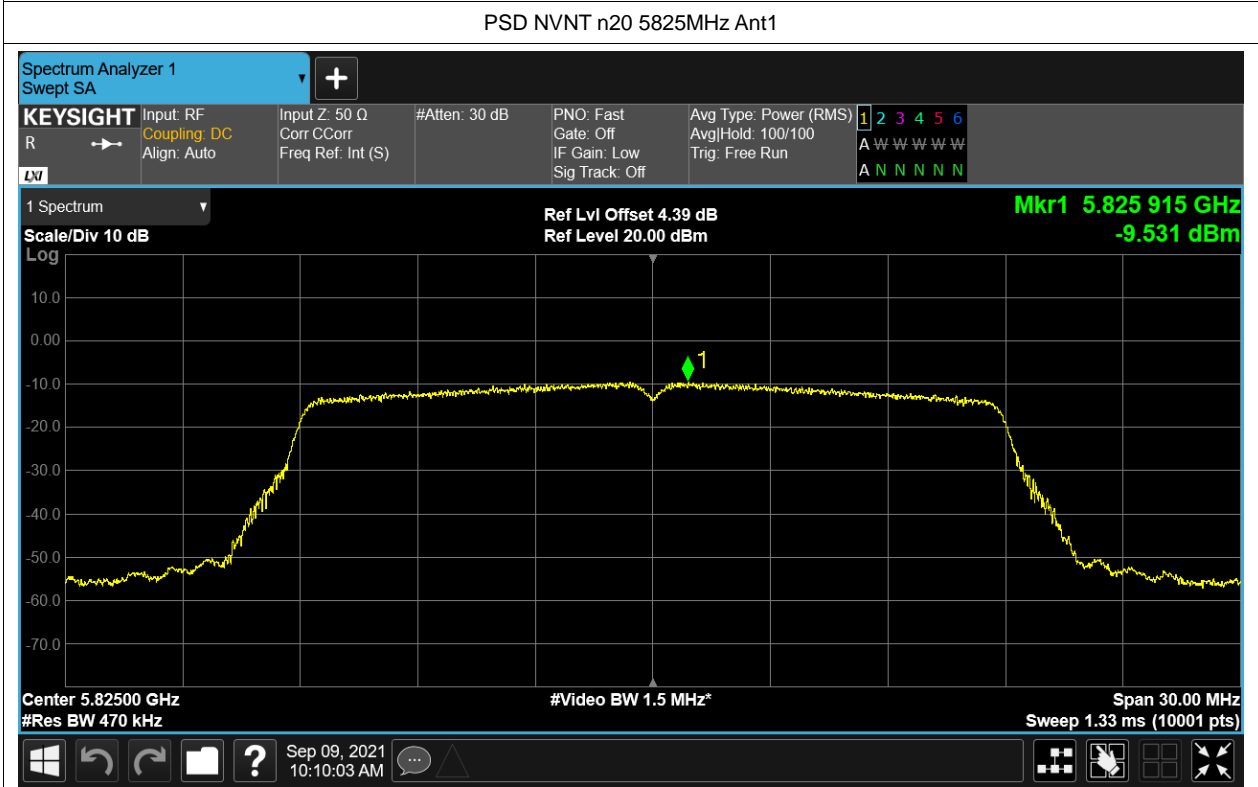 PSD NVNT n20 5825MHz Ant1
Spectrum Analyzer 1
Swept SA
KEYSIGHT
R
LXI
Input: RF
Coupling: DC
Align: Auto
Input Z: 50 Ω
Corr CCorr
Freq Ref: Int (S)
#Atten: 30 dB
PNO: Fast
Gate: Off
IF Gain: Low
Sig Track: Off
Avg Type: Power (RMS)
Avg|Hold: 100/100
Trig: Free Run
1 2 3 4 5 6
A W W W W W
A N N N N N
1 Spectrum
Scale/Div 10 dB
Log
Ref Lvl Offset 4.39 dB
Ref Level 20.00 dBm
Mkr1 5.825 915 GHz
-9.531 dBm
10.0
0.00
-10.0
-20.0
-30.0
-40.0
-50.0
-60.0
-70.0
1
Center 5.82500 GHz
#Res BW 470 kHz
#Video BW 1.5 MHz*
Span 30.00 MHz
Sweep 1.33 ms (10001 pts)
?
Sep 09, 2021
10:10:03 AM